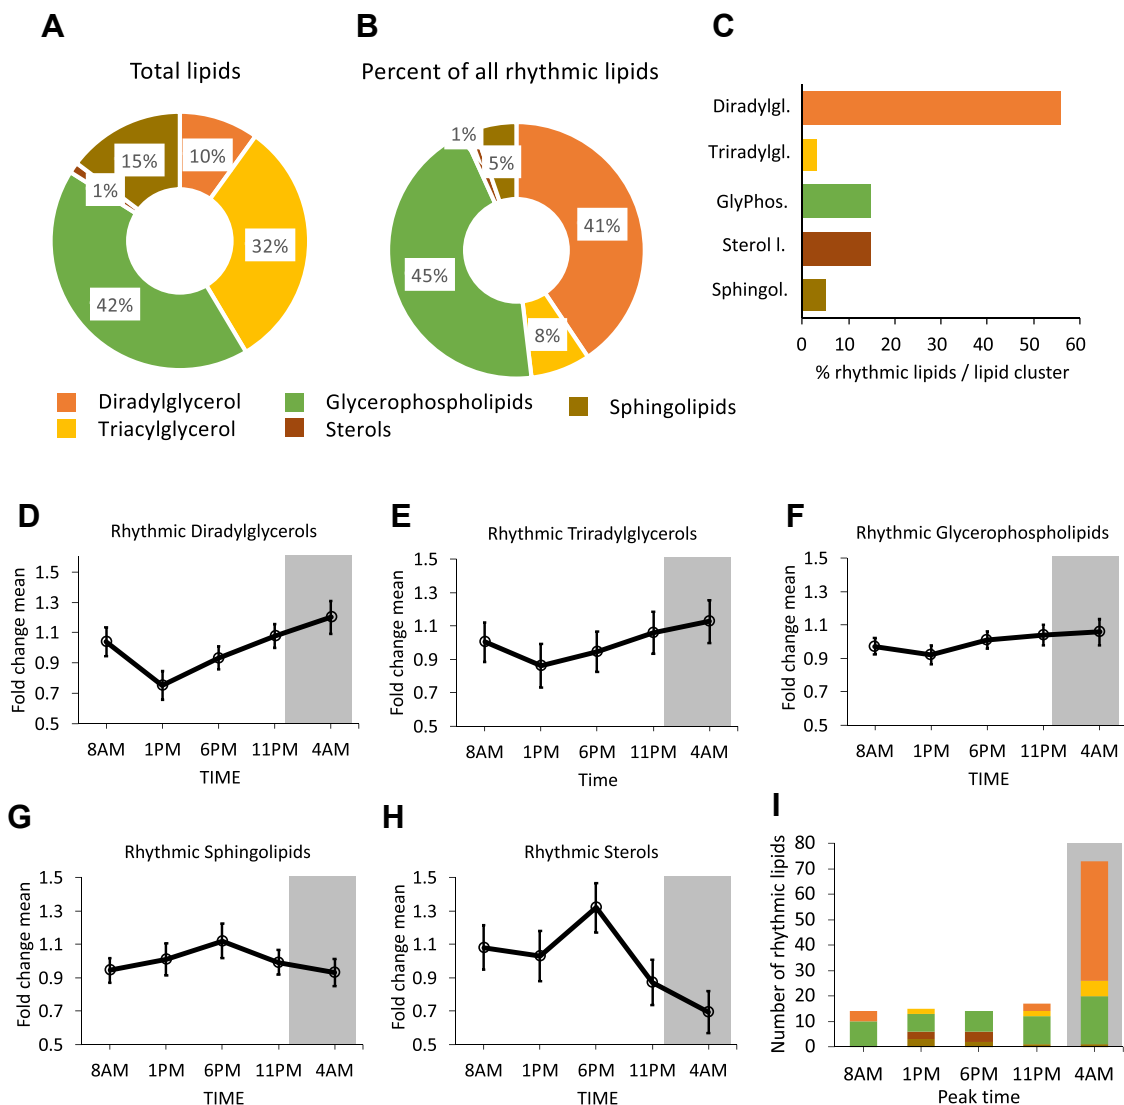 A
B
C
Total lipids
Percent of all rhythmic lipids
10%
32%
42%
1%
15%
41%
8%
45%
1%
5%
Diradylgl.
Triradylgl.
GlyPhos.
Sterol l.
Sphingol.
0 10 20 30 40 50 60
% rhythmic lipids / lipid cluster
Diradylglycerol
Glycerophospholipids
Sphingolipids
Triacylglycerol
Sterols
D
Rhythmic Diradylglycerols
Fold change mean
1.5
1.3
1.1
0.9
0.7
0.5
8AM 1PM 6PM 11PM 4AM
TIME
E
Rhythmic Triradylglycerols
Fold change mean
1.5
1.3
1.1
0.9
0.7
0.5
8AM 1PM 6PM 11PM 4AM
Time
F
Rhythmic Glycerophospholipids
Fold change mean
1.5
1.3
1.1
0.9
0.7
0.5
8AM 1PM 6PM 11PM 4AM
TIME
G
Rhythmic Sphingolipids
Fold change mean
1.5
1.3
1.1
0.9
0.7
0.5
8AM 1PM 6PM 11PM 4AM
TIME
H
Rhythmic Sterols
Fold change mean
1.5
1.3
1.1
0.9
0.7
0.5
8AM 1PM 6PM 11PM 4AM
TIME
I
Number of rhythmic lipids
80
70
60
50
40
30
20
10
0
8AM 1PM 6PM 11PM 4AM
Peak time